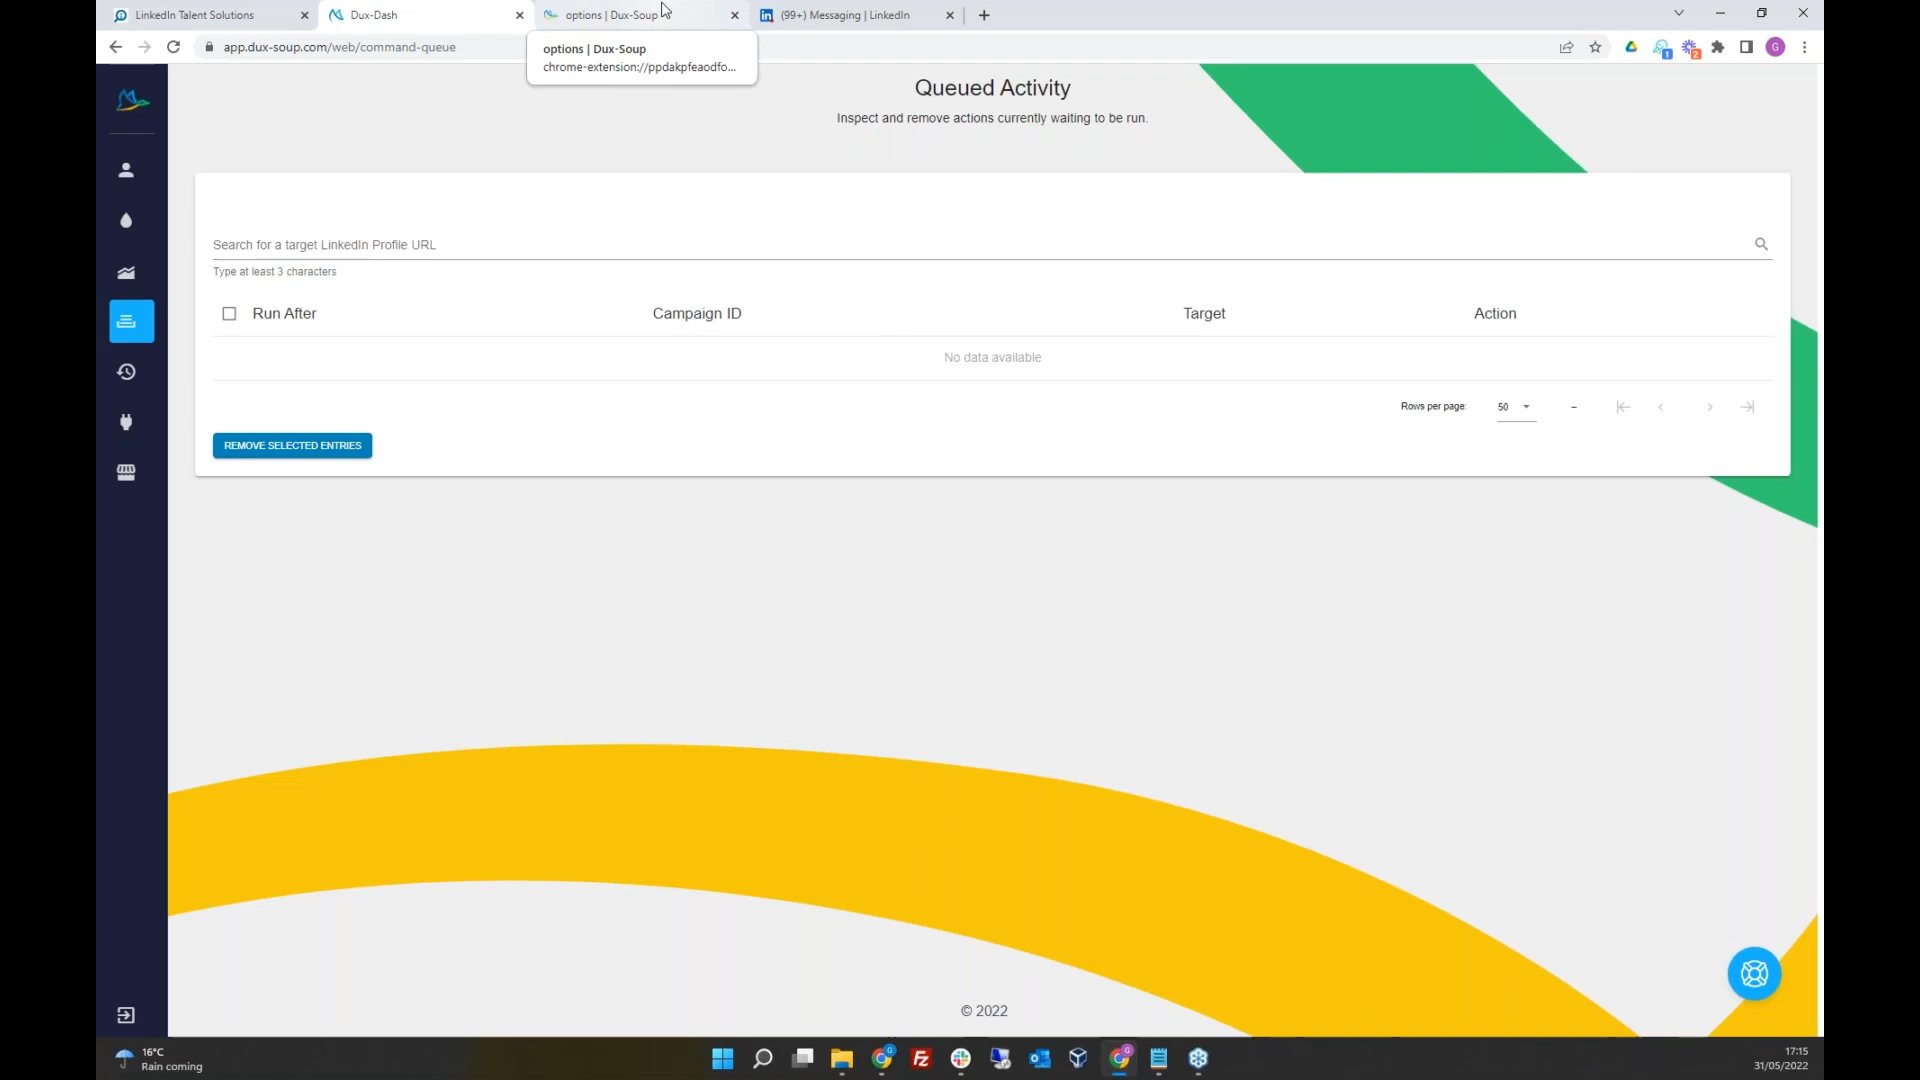 LinkedIn Talent Solutions
Dux-Dash
options | Dux-Soup
(99+) Messaging | LinkedIn
app.dux-soup.com/web/command-queue
1
2
G
options | Dux-Soup
chrome-extension://ppdakpfeaodfo...
Queued Activity
Inspect and remove actions currently waiting to be run.
Search for a target LinkedIn Profile URL
Type at least 3 characters
Run After Campaign ID Target Action
No data available
Rows per page: 50 –
REMOVE SELECTED ENTRIES
© 2022
16°C
Rain coming
G
Fz
G
17:15
31/05/2022